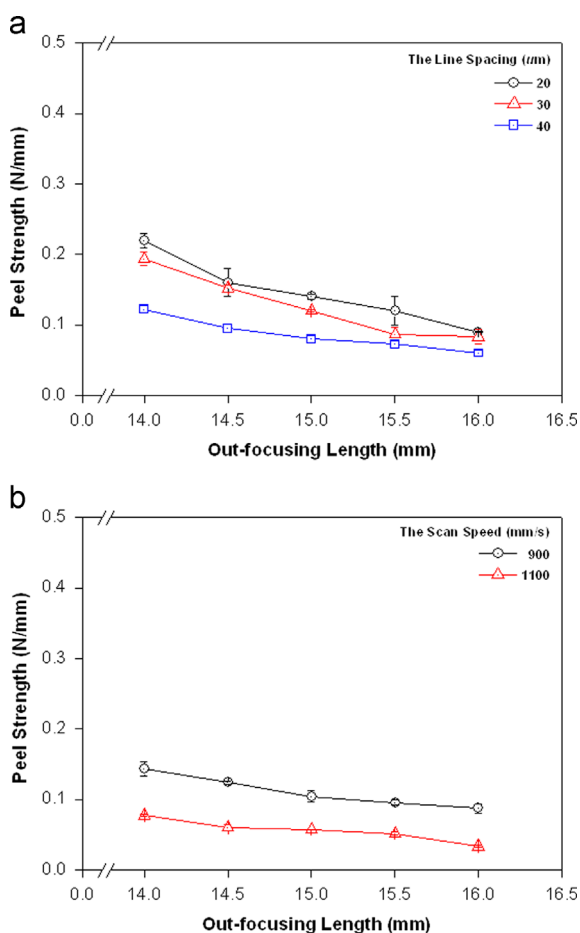 a
0.5
0.4
0.3
0.2
0.1
0.0
Peel Strength (N/mm)
The Line Spacing (um)
20
30
40
0.0 14.0 14.5 15.0 15.5 16.0 16.5
Out-focusing Length (mm)
b
0.5
0.4
0.3
0.2
0.1
0.0
Peel Strength (N/mm)
The Scan Speed (mm/s)
900
1100
0.0 14.0 14.5 15.0 15.5 16.0 16.5
Out-focusing Length (mm)